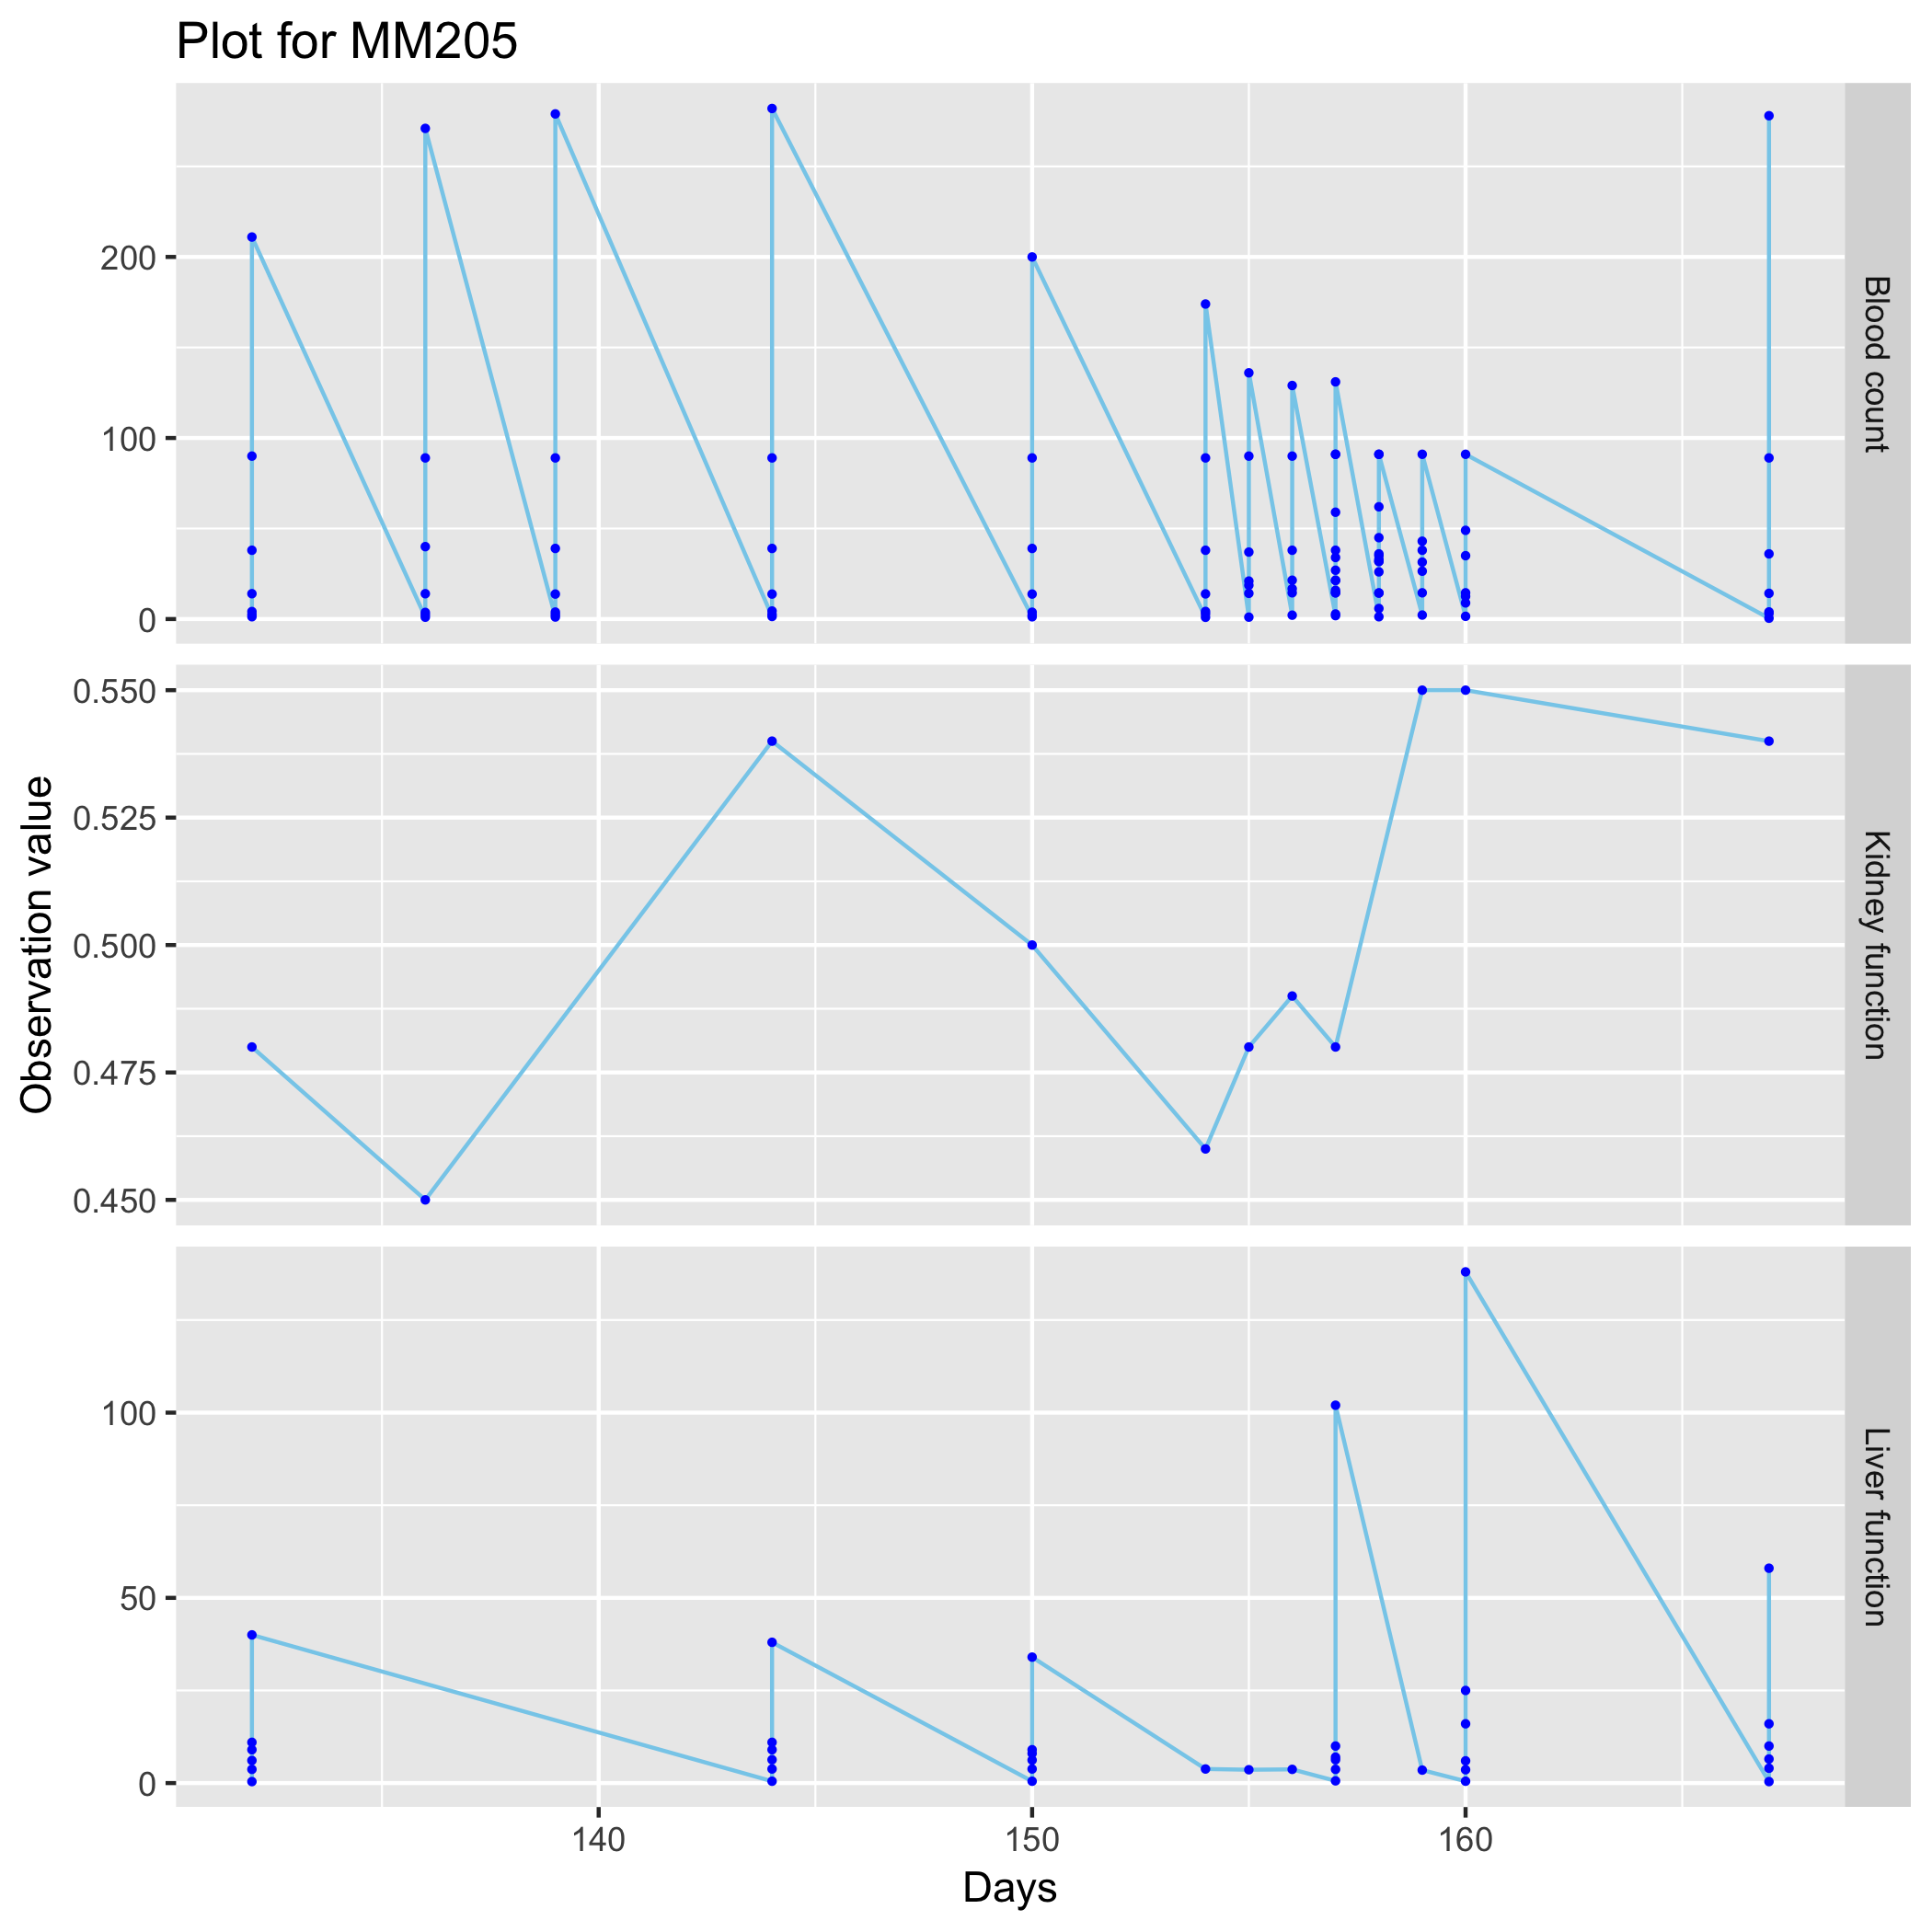 Plot for MM205
200
100
0
Blood count
0.550
0.525
0.500
0.475
0.450
Kidney function
Observation value
100
50
0
Liver function
140 150 160
Days